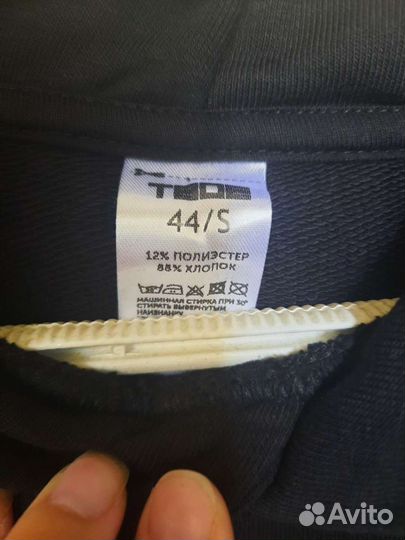 ТВОЕ
44/S
12% ПОЛИЭСТЕР
88% ХЛОПОК
МАШИННАЯ СТИРКА ПРИ 30°
СТИРАТЬ ВЫВЕРНУТЫМ
НАИЗНАНКУ
Avito